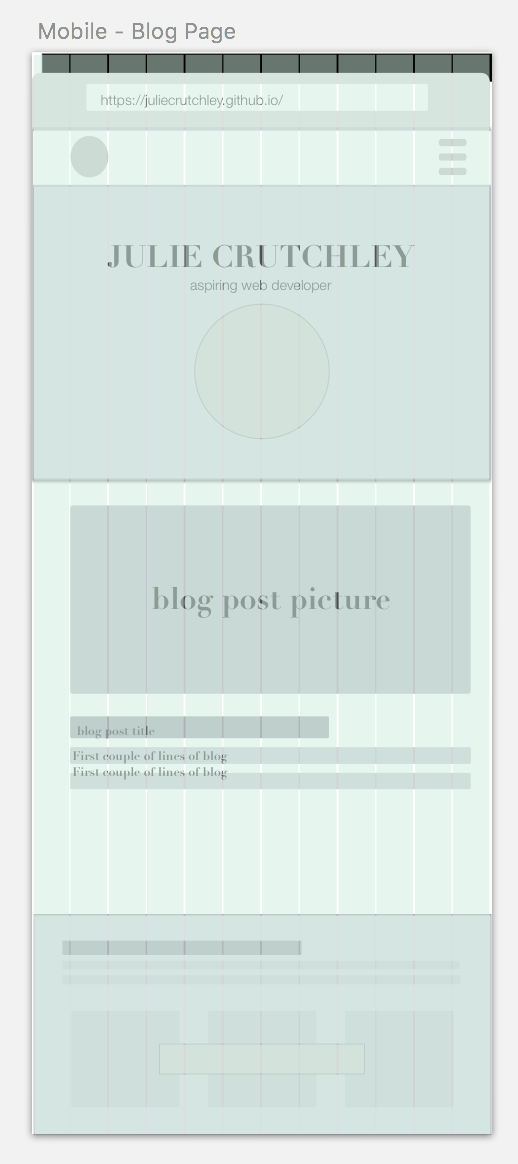 Mobile - Blog Page
https://juliecrutchley.github.io/
JULIE CRUTCHLEY
aspiring web developer
blog post picture
blog post title
First couple of lines of blog
First couple of lines of blog